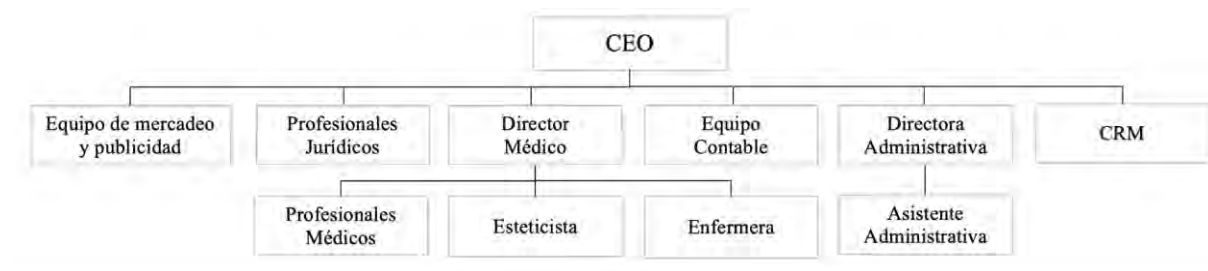 CEO
Equipo de mercadeo
y publicidad
Profesionales
Jurídicos
Director
Médico
Equipo
Contable
Directora
Administrativa
CRM
Profesionales
Médicos
Esteticista
Enfermera
Asistente
Administrativa